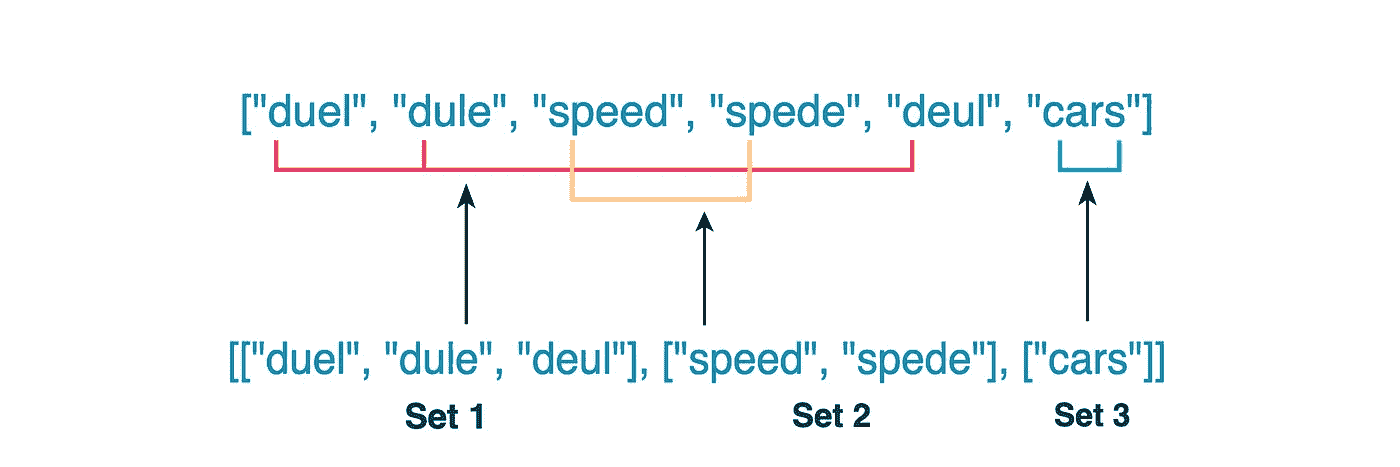 ["duel", "dule", "speed", "spede", "deul", "cars"]
[["duel", "dule", "deul"], ["speed", "spede"], ["cars"]]
Set 1 Set 2 Set 3